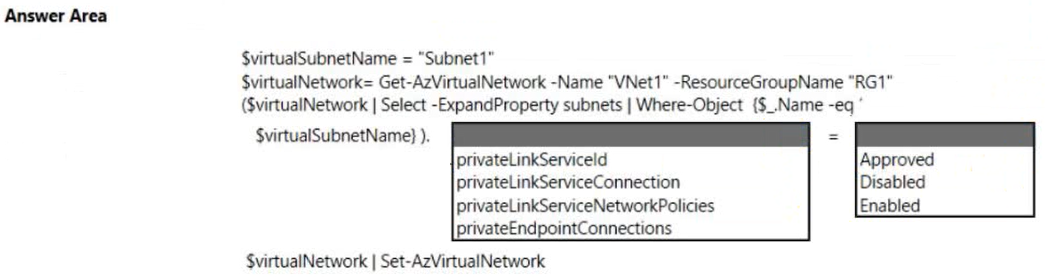 Answer Area
$virtualSubnetName = "Subnet1"
$virtualNetwork= Get-AzVirtualNetwork -Name "VNet1" -ResourceGroupName "RG1"
($virtualNetwork | Select -ExpandProperty subnets | Where-Object {$_.Name -eq '
$virtualSubnetName} ). =
privateLinkServiceId
privateLinkServiceConnection
privateLinkServiceNetworkPolicies
privateEndpointConnections
Approved
Disabled
Enabled
$virtualNetwork | Set-AzVirtualNetwork